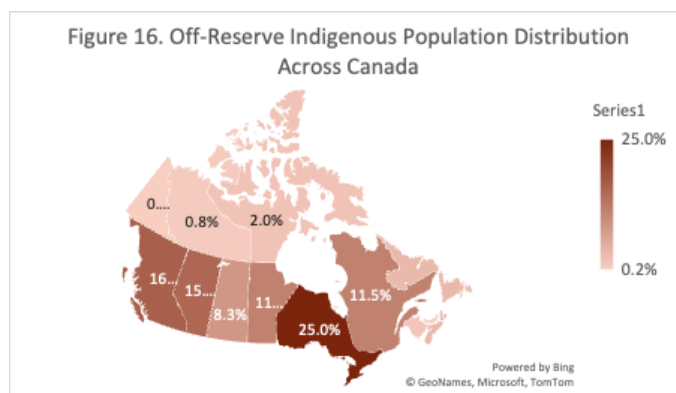 Figure 16. Off-Reserve Indigenous Population Distribution
Across Canada
Series1
25.0%
0.2%
0....
0.8%
2.0%
16...
15...
8.3%
11...
25.0%
11.5%
Powered by Bing
© GeoNames, Microsoft, TomTom